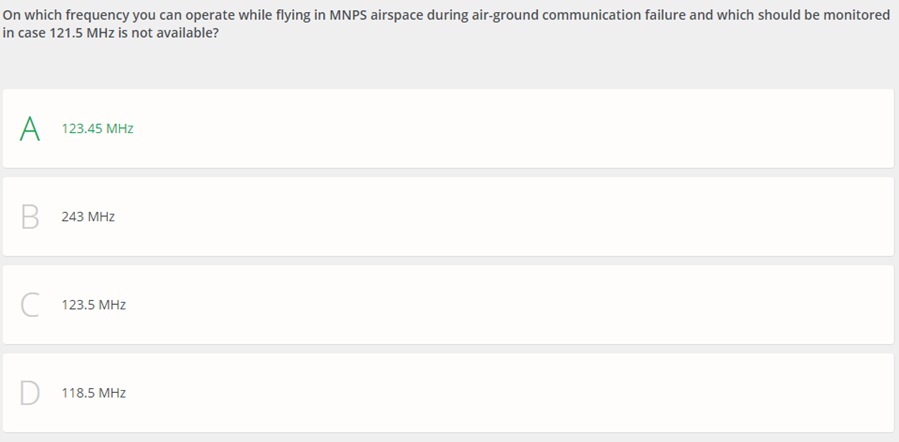 On which frequency you can operate while flying in MNPS airspace during air-ground communication failure and which should be monitored
in case 121.5 MHz is not available?
A 123.45 MHz
B 243 MHz
C 123.5 MHz
D 118.5 MHz